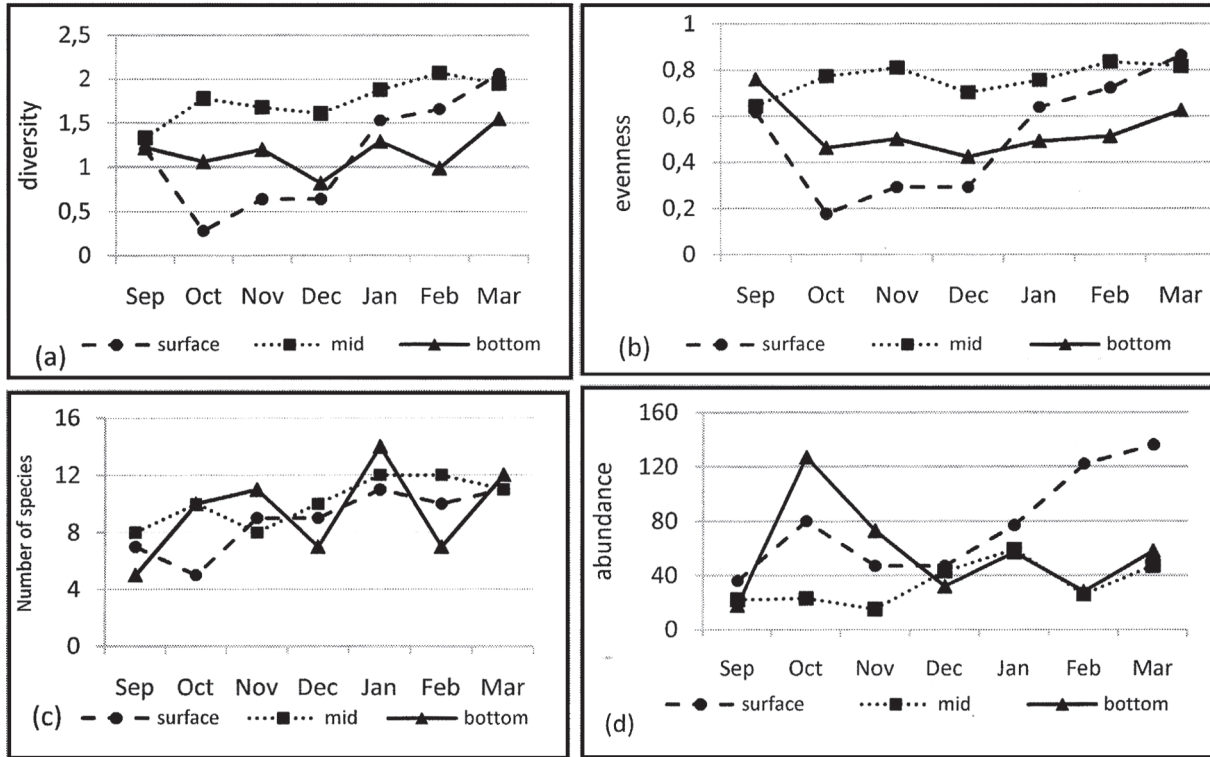 2,5
2
1,5
1
0,5
0
diversity
Sep Oct Nov Dec Jan Feb Mar
(a) surface mid bottom
1
0,8
0,6
0,4
0,2
0
evenness
Sep Oct Nov Dec Jan Feb Mar
(b) surface mid bottom
16
12
8
4
0
Number of species
Sep Oct Nov Dec Jan Feb Mar
(c) surface mid bottom
160
120
80
40
0
abundance
Sep Oct Nov Dec Jan Feb Mar
(d) surface mid bottom